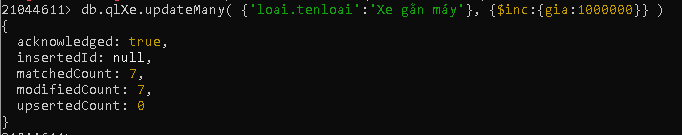 21044611> db.qlXe.updateMany( {'loai.tenloai':'Xe gắn máy'}, {$inc:{gia:1000000}} )
{
  acknowledged: true,
  insertedId: null,
  matchedCount: 7,
  modifiedCount: 7,
  upsertedCount: 0
}